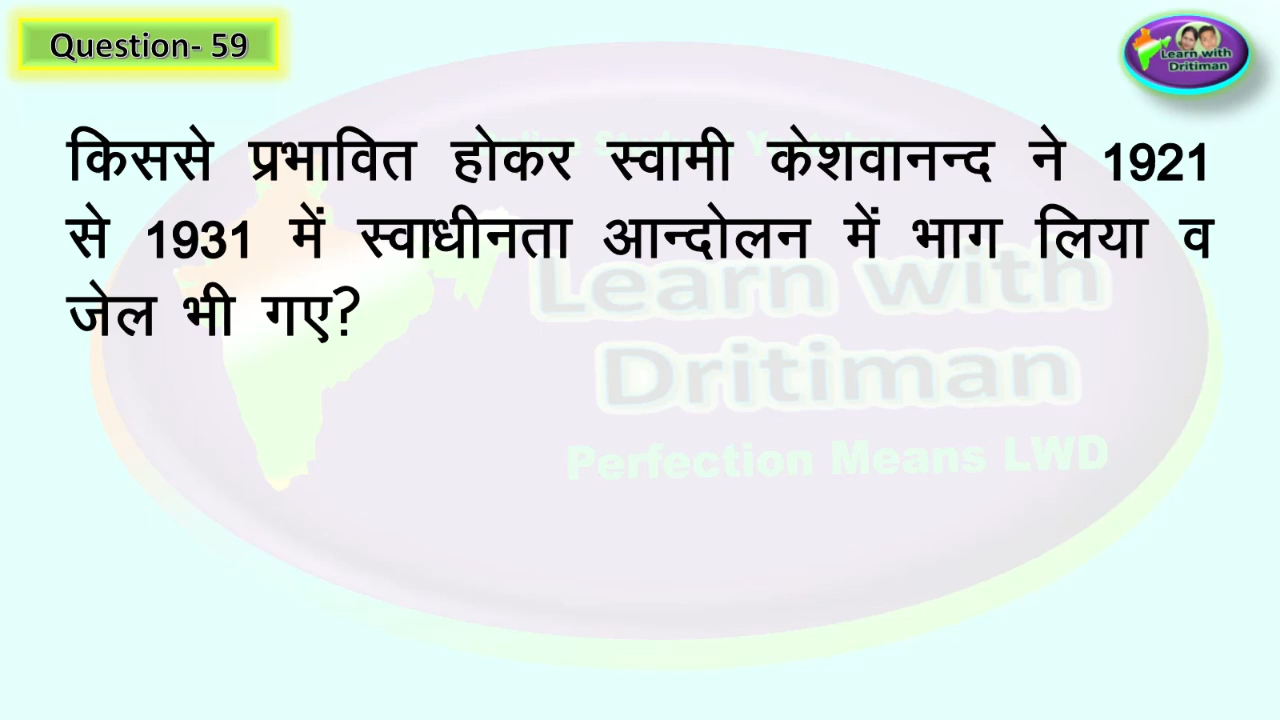 Question- 59
Learn with
Dritiman
किससे प्रभावित होकर स्वामी केशवानन्द ने 1921
से 1931 में स्वाधीनता आन्दोलन में भाग लिया व
जेल भी गए?
Learn with
Dritiman
Perfection Means LWD